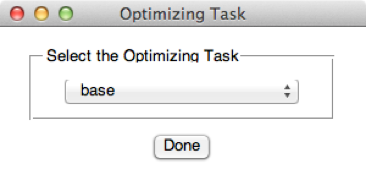 Optimizing Task
Select the Optimizing Task
base
Done